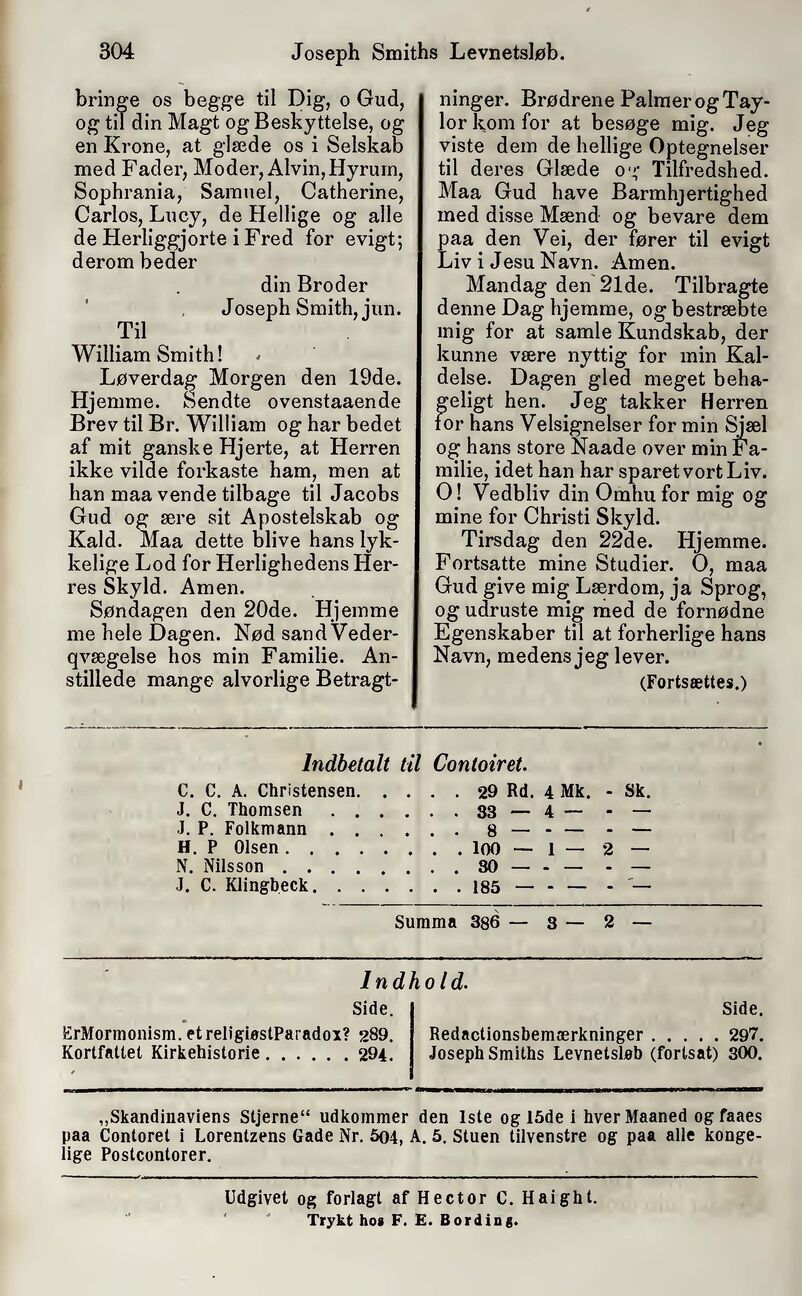 304 Joseph Smiths Levnetsløb.
bringe os begge til Dig, o Gud,
og til din Magt og Beskyttelse, og
en Krone, at glæde os i Selskab
med Fader, Moder, Alvin, Hyrum,
Sophrania, Samuel, Catherine,
Carlos, Lucy, de Hellige og alle
de Herliggjorte i Fred for evigt;
derom beder
din Broder
Joseph Smith, jun.
Til
William Smith!
Løverdag Morgen den 19de.
Hjemme. Sendte ovenstaaende
Brev til Br. William og har bedet
af mit ganske Hjerte, at Herren
ikke vilde forkaste ham, men at
han maa vende tilbage til Jacobs
Gud og ære sit Apostelskab og
Kald. Maa dette blive hans lyk-
kelige Lod for Herlighedens Her-
res Skyld. Amen.
Søndagen den 20de. Hjemme
me hele Dagen. Nød sand Veder-
qvægelse hos min Familie. An-
stillede mange alvorlige Betragt-
ninger. Brødrene Palmer og Tay-
lor kom for at besøge mig. Jeg
viste dem de hellige Optegnelser
til deres Glæde og Tilfredshed.
Maa Gud have Barmhjertighed
med disse Mænd og bevare dem
paa den Vei, der fører til evigt
Liv i Jesu Navn. Amen.
Mandag den 21de. Tilbragte
denne Dag hjemme, og bestræbte
mig for at samle Kundskab, der
kunne være nyttig for min Kal-
delse. Dagen gled meget beha-
geligt hen. Jeg takker Herren
for hans Velsignelser for min Sjæl
og hans store Naade over min Fa-
milie, idet han har sparet vort Liv.
O! Vedbliv din Omhu for mig og
mine for Christi Skyld.
Tirsdag den 22de. Hjemme.
Fortsatte mine Studier. O, maa
Gud give mig Lærdom, ja Sprog,
og udruste mig med de fornødne
Egenskaber til at forherlige hans
Navn, medens jeg lever.
(Fortsættes.)
Indbetalt til Contoiret.
C. C. A. Christensen. . . . . 29 Rd. 4 Mk. - Sk.
J. C. Thomsen . . . . . . 33 — 4 — - —
J. P. Folkmann . . . . . . 8 — - — - —
H. P Olsen . . . . . . . . 100 — 1 — 2 —
N. Nilsson . . . . . . . . 30 — - — - —
J. C. Klingbeck. . . . . . . 185 — - — - —
Summa 386 — 3 — 2 —
Indhold.
Side.
ErMormonism. et religiøstParadox? 289.
Kortfattet Kirkehistorie . . . . . . 294.
Side.
Redactionsbemærkninger . . . . . 297.
Joseph Smiths Levnetsløb (fortsat) 300.
„Skandinaviens Stjerne“ udkommer den 1ste og 15de i hver Maaned og faaes
paa Contoret i Lorentzens Gade Nr. 504, A. 5. Stuen tilvenstre og paa alle konge-
lige Postcontorer.
Udgivet og forlagt af Hector C. Haight.
Trykt hos F. E. Bording.